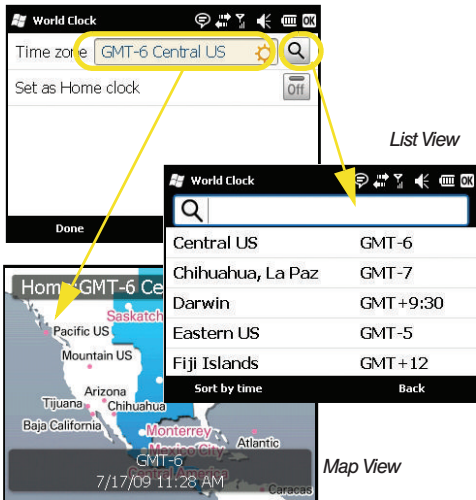 World Clock
OK
Time zone GMT-6 Central US
Set as Home clock
Off
Done
List View
World Clock
OK
Central US GMT-6
Chihuahua, La Paz GMT-7
Darwin GMT+9:30
Eastern US GMT-5
Fiji Islands GMT+12
Sort by time Back
Home: GMT-6 Ce
Saskatch
Pacific US
Mountain US
Arizona
Tijuana
Chihuahua
Baja California
Monterrey
Mexico City
Atlantic
GMT-6
Central America
7/17/09 11:28 AM
Caracas
Map View